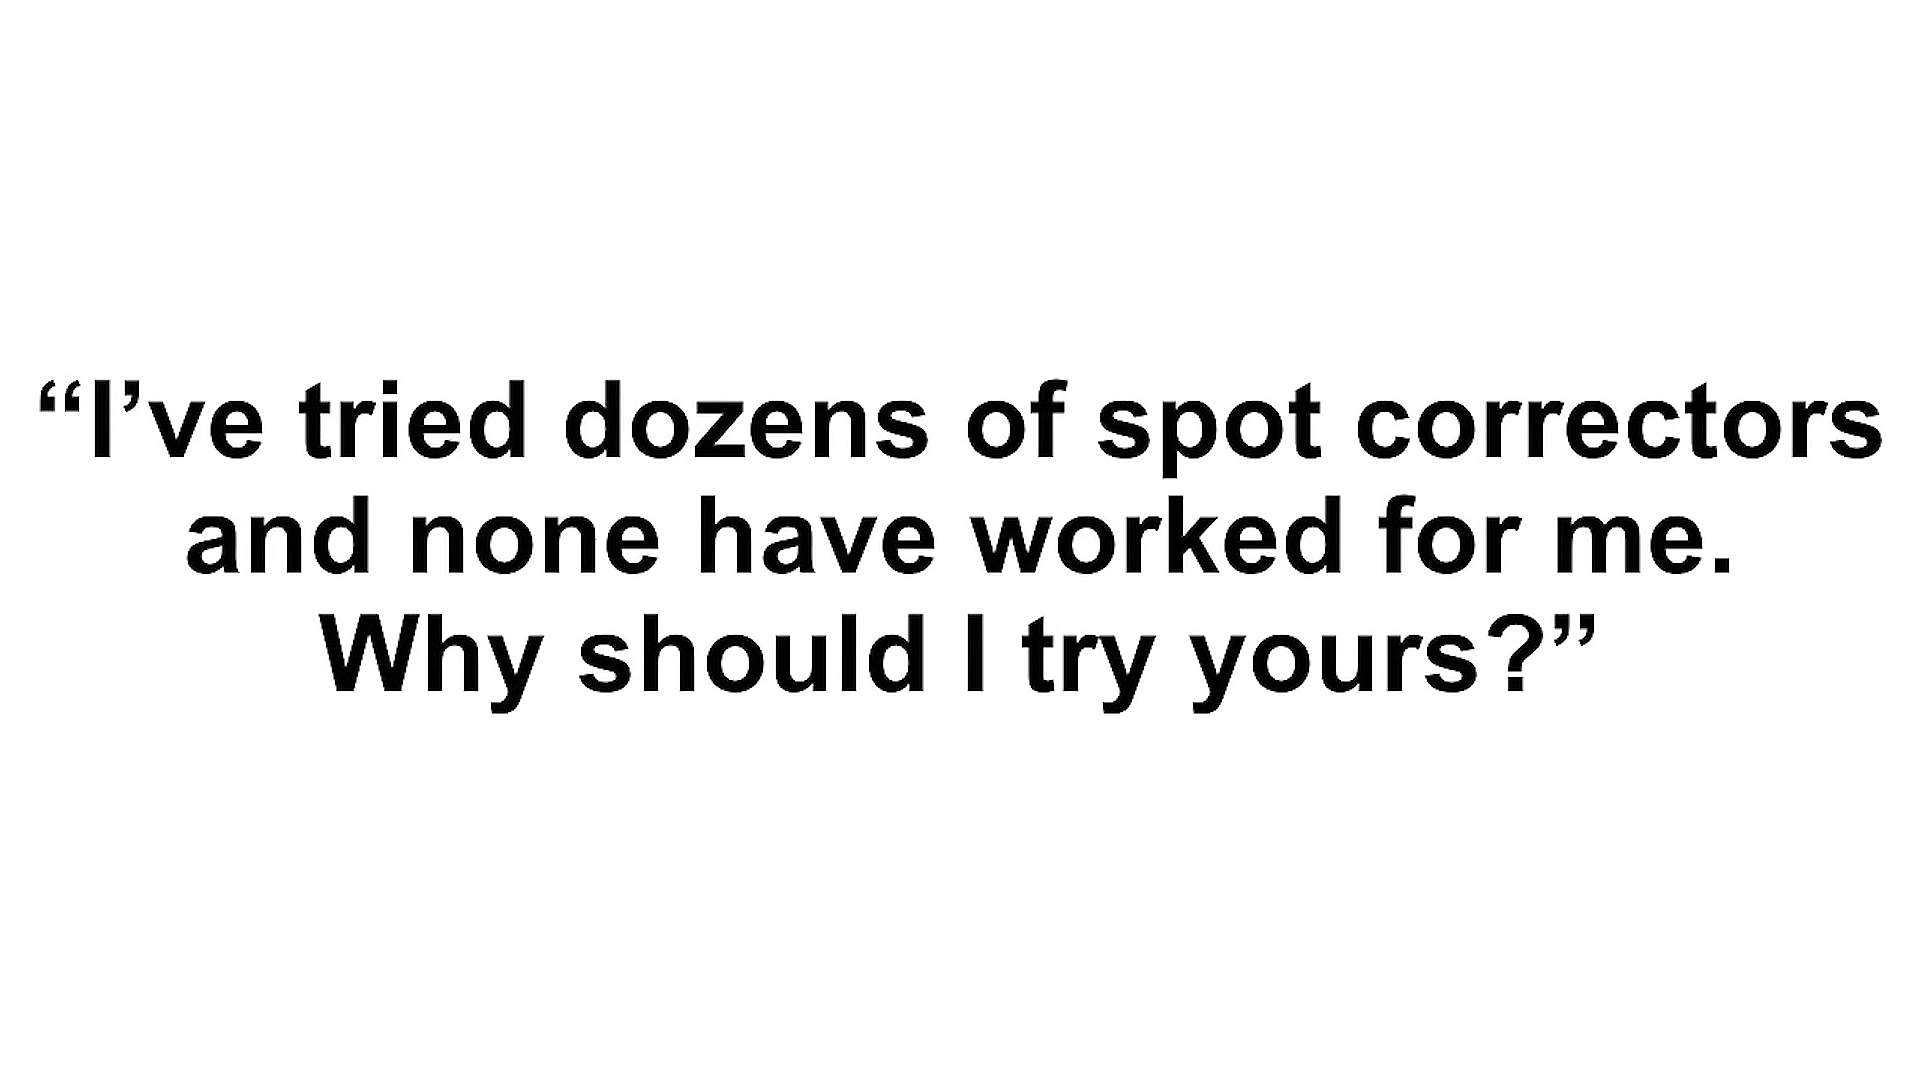 “I’ve tried dozens of spot correctors
and none have worked for me.
Why should I try yours?”